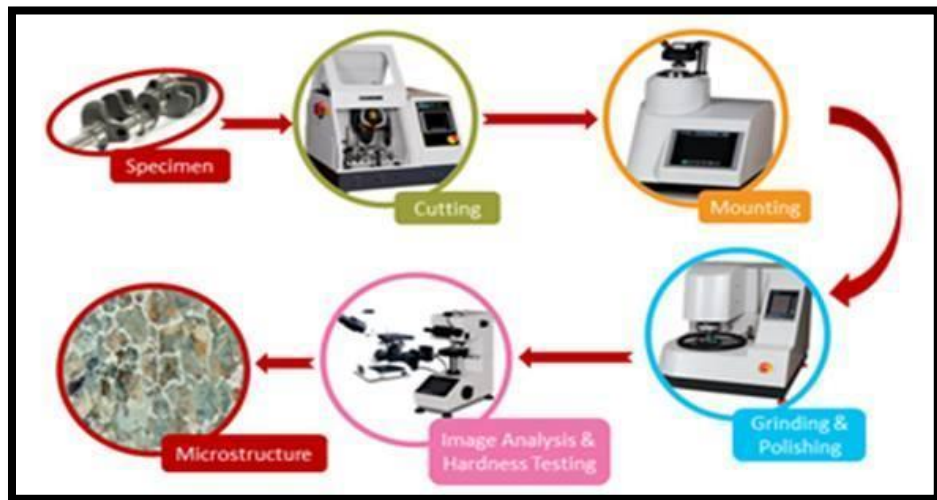 Specimen
Cutting
Mounting
Grinding &
Polishing
Image Analysis &
Hardness Testing
Microstructure